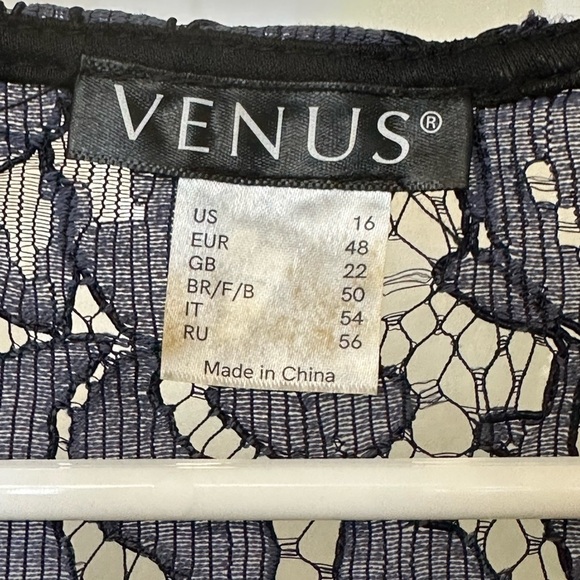 VENUS®
US 16
EUR 48
GB 22
BR/F/B 50
IT 54
RU 56
Made in China